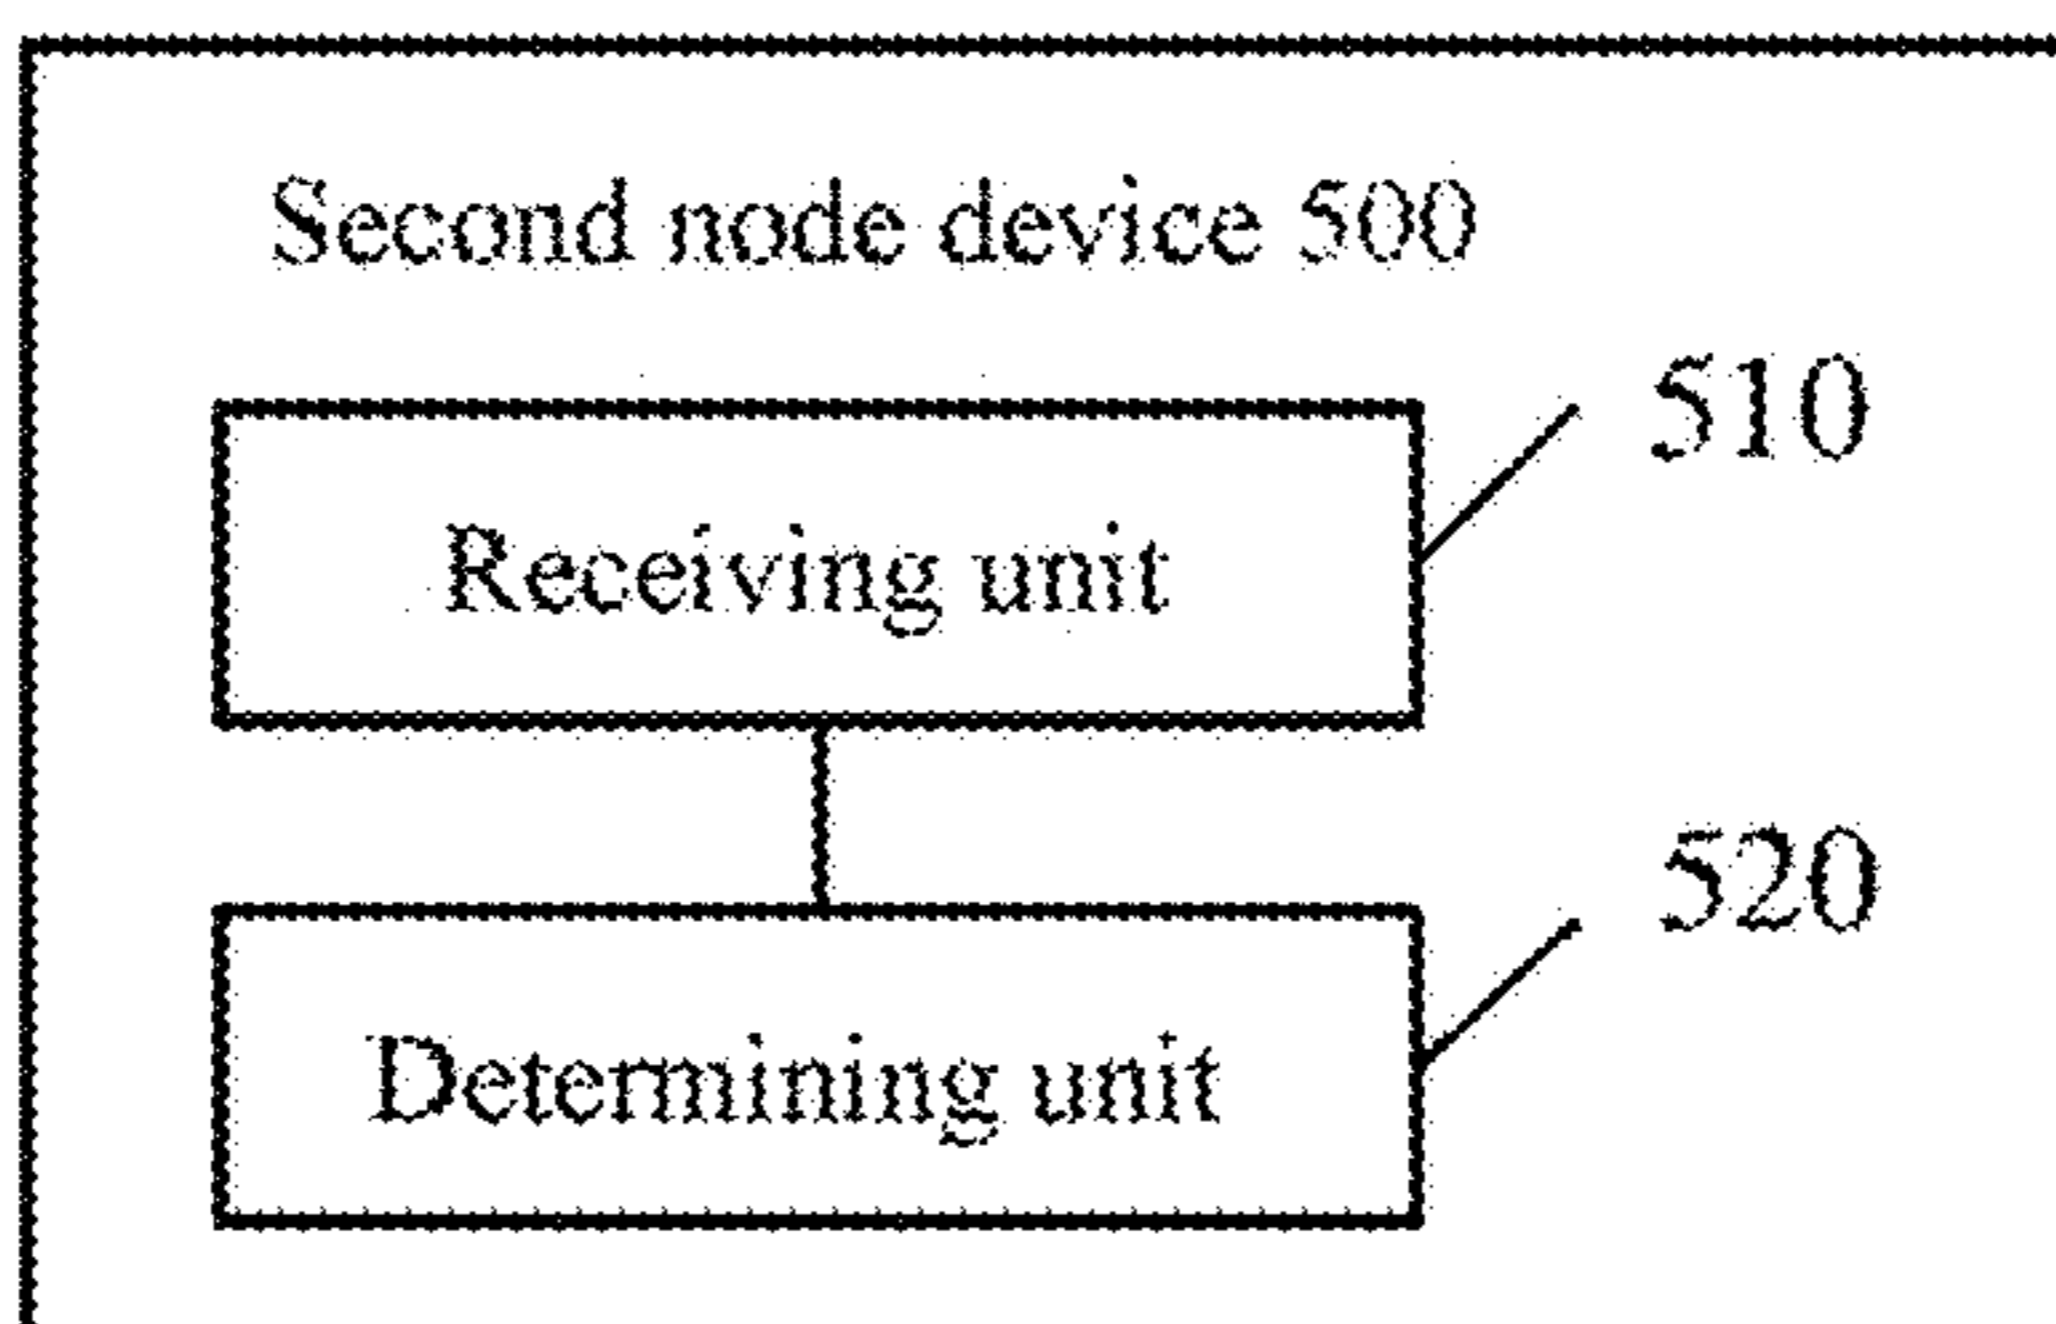 Second node device 500
510
Receiving unit
520
Determining unit